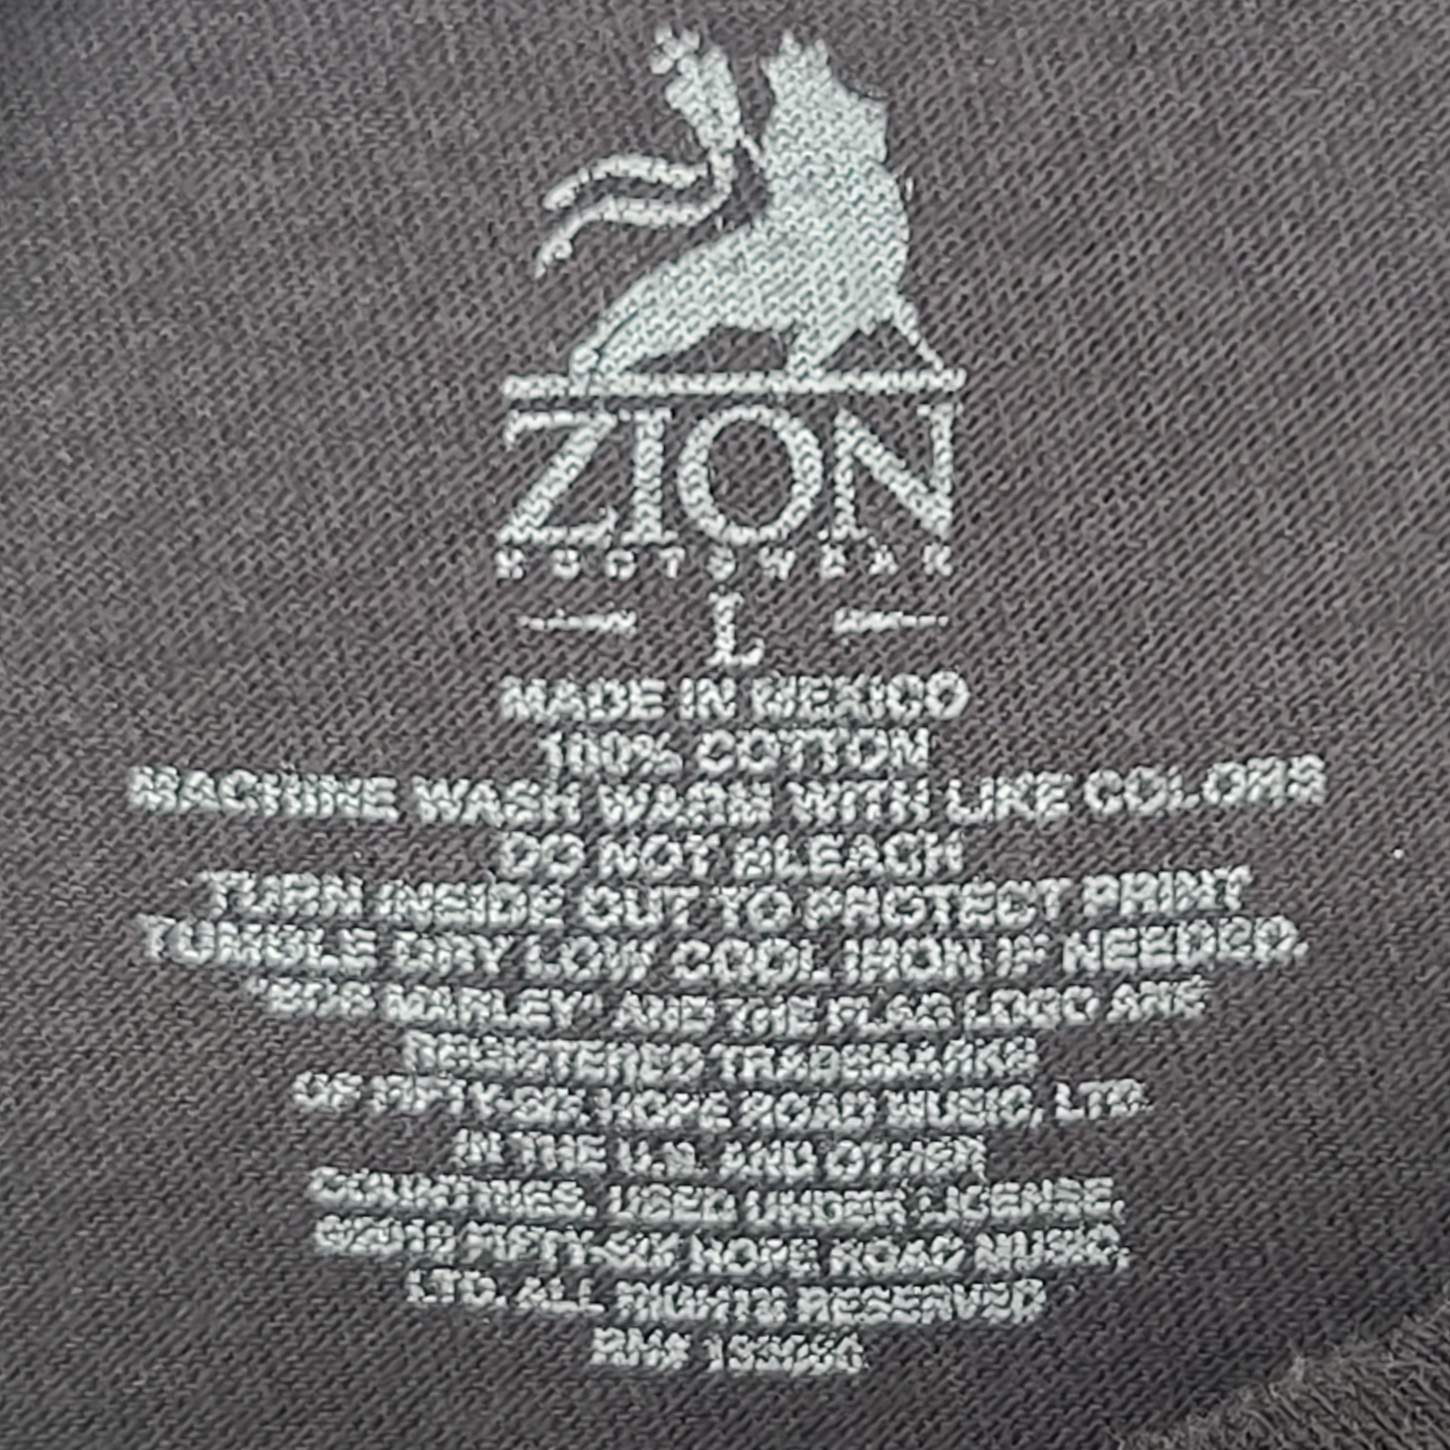 ZION
ROOTSWEAR
L
MADE IN MEXICO
100% COTTON
MACHINE WASH WARM WITH LIKE COLORS
DO NOT BLEACH
TURN INSIDE OUT TO PROTECT PRINT
TUMBLE DRY LOW COOL IRON IF NEEDED.
"BOB MARLEY" AND THE FLAG LOGO ARE
REGISTERED TRADEMARKS
OF FIFTY-SIX HOPE ROAD MUSIC, LTD.
IN THE U.S. AND OTHER
COUNTRIES. USED UNDER LICENSE,
FIFTY-SIX HOPE ROAD MUSIC,
LTD. ALL RIGHTS RESERVED
RN#